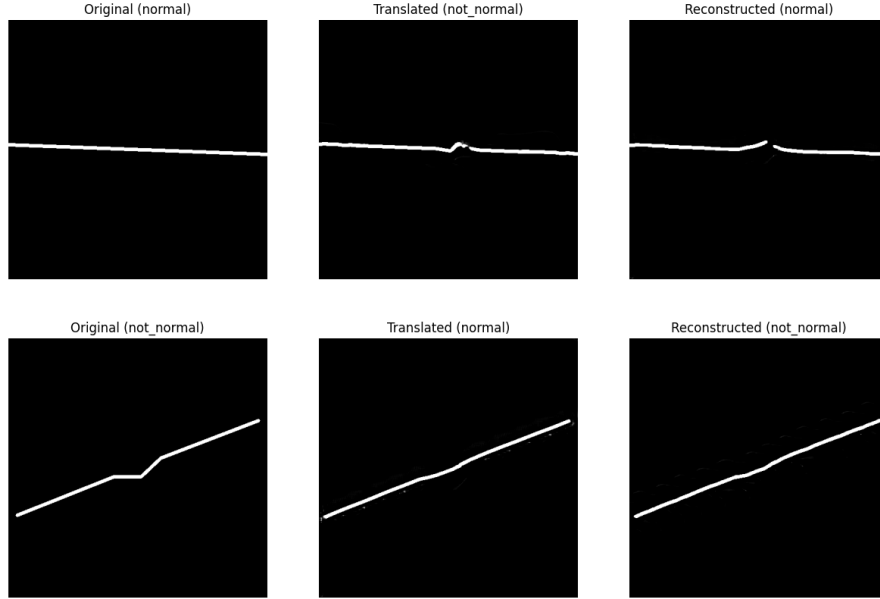 Original (normal)
Translated (not_normal)
Reconstructed (normal)
Original (not_normal)
Translated (normal)
Reconstructed (not_normal)